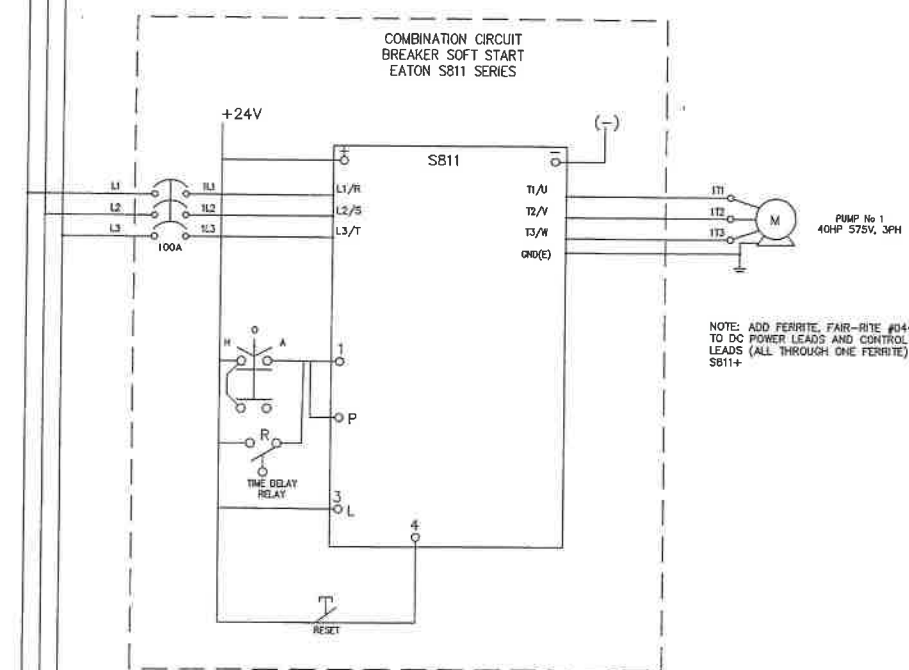 COMBINATION CIRCUIT
BREAKER SOFT START
EATON S811 SERIES
+24V
(-)
+
S811
-
L1
1L1
L1/R
T1/U
1T1
L2
1L2
L2/S
T2/V
1T2
M
PUMP No 1
40HP 575V, 3PH
L3
1L3
L3/T
T3/W
1T3
100A
GND(E)
NOTE: ADD FERRITE, FAIR-RITE
TO DC POWER LEADS AND CONTROL
LEADS (ALL THROUGH ONE FERRITE)
S811+
O
H
A
1
P
R
TIME DELAY
RELAY
3
L
4
RESET